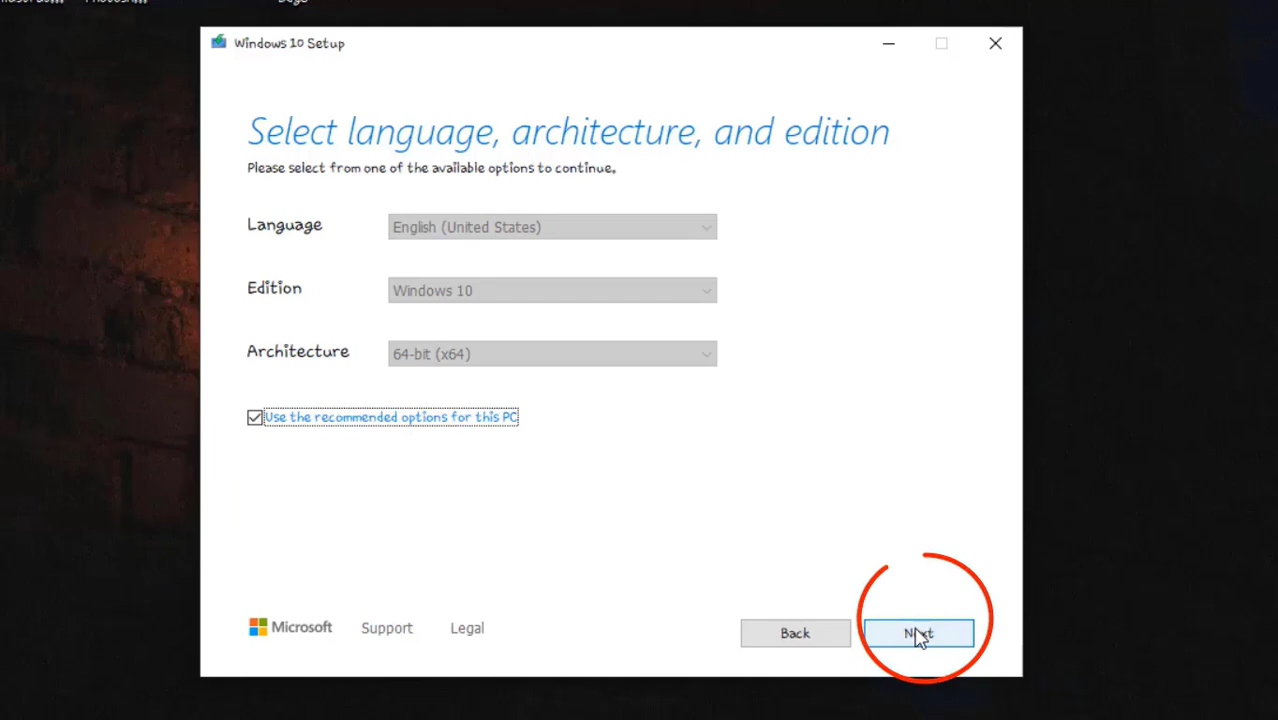 Windows 10 Setup
Select language, architecture, and edition
Please select from one of the available options to continue.
Language
English (United States)
Edition
Windows 10
Architecture
64-bit (x64)
Use the recommended options for this PC
Microsoft
Support
Legal
Back
Next